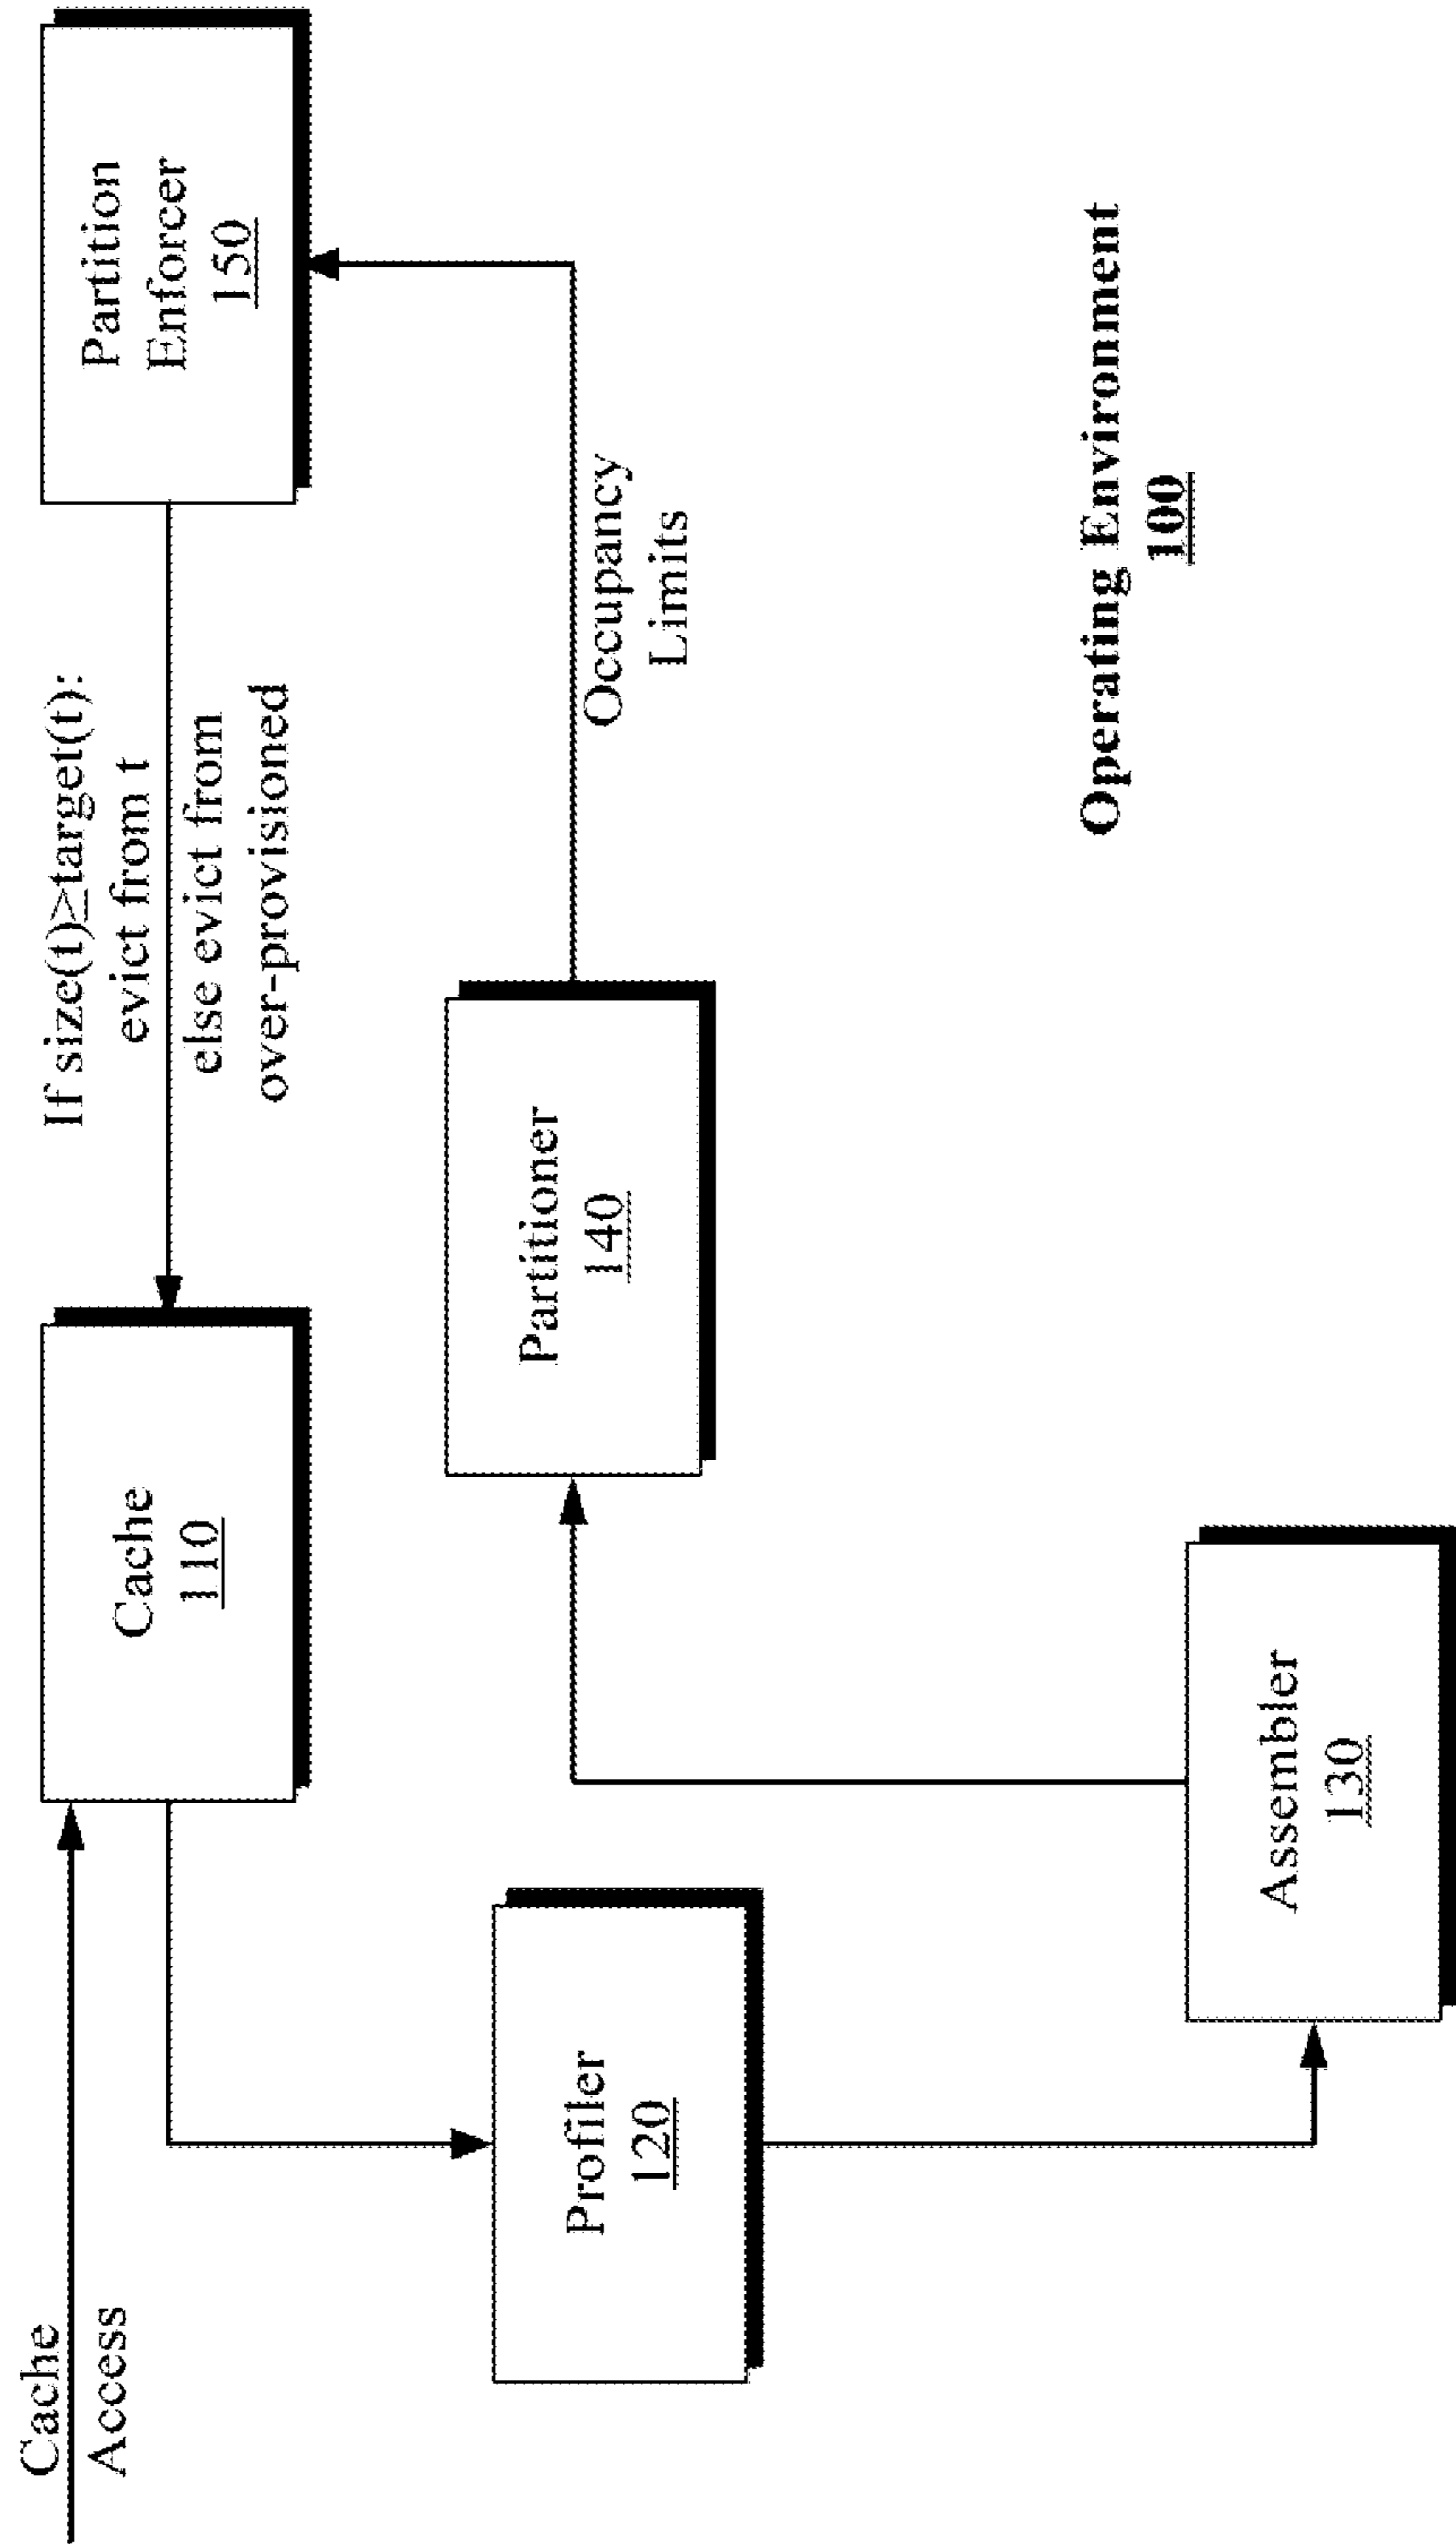 Cache
Access
Cache
110
If size(t)≥target(t):
evict from t
else evict from
over-provisioned
Partition
Enforcer
150
Profiler
120
Partitioner
140
Occupancy
Limits
Assembler
130
Operating Environment
100